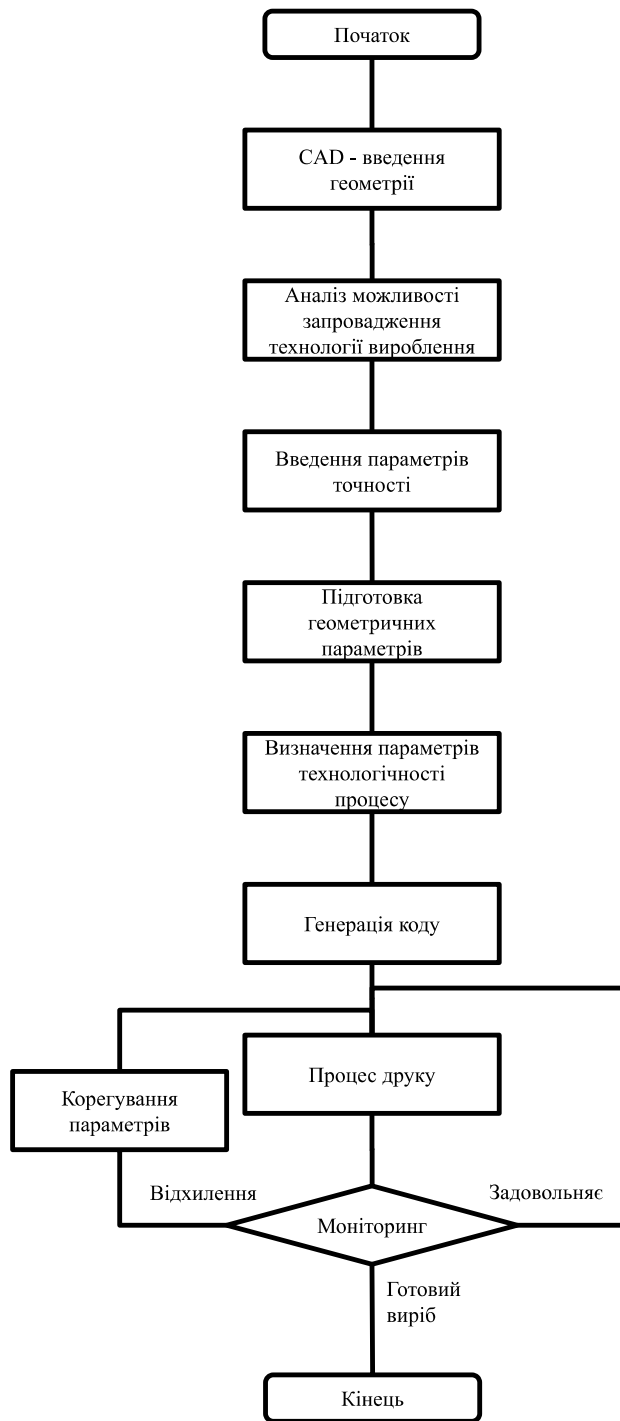 Початок
CAD - введення
геометрії
Аналіз можливості
запровадження
технології вироблення
Введення параметрів
точності
Підготовка
геометричних
параметрів
Визначення параметрів
технологічності
процесу
Генерація коду
Процес друку
Корегування
параметрів
Відхилення
Задовольняє
Моніторинг
Готовий
виріб
Кінець